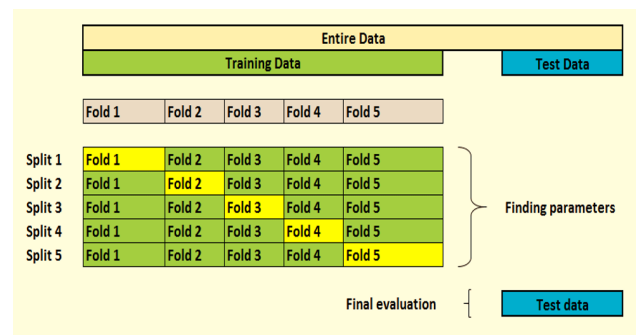 Entire Data
Training Data Test Data
Fold 1 Fold 2 Fold 3 Fold 4 Fold 5
Split 1 Fold 1 Fold 2 Fold 3 Fold 4 Fold 5
Split 2 Fold 1 Fold 2 Fold 3 Fold 4 Fold 5
Split 3 Fold 1 Fold 2 Fold 3 Fold 4 Fold 5 Finding parameters
Split 4 Fold 1 Fold 2 Fold 3 Fold 4 Fold 5
Split 5 Fold 1 Fold 2 Fold 3 Fold 4 Fold 5
Final evaluation Test data